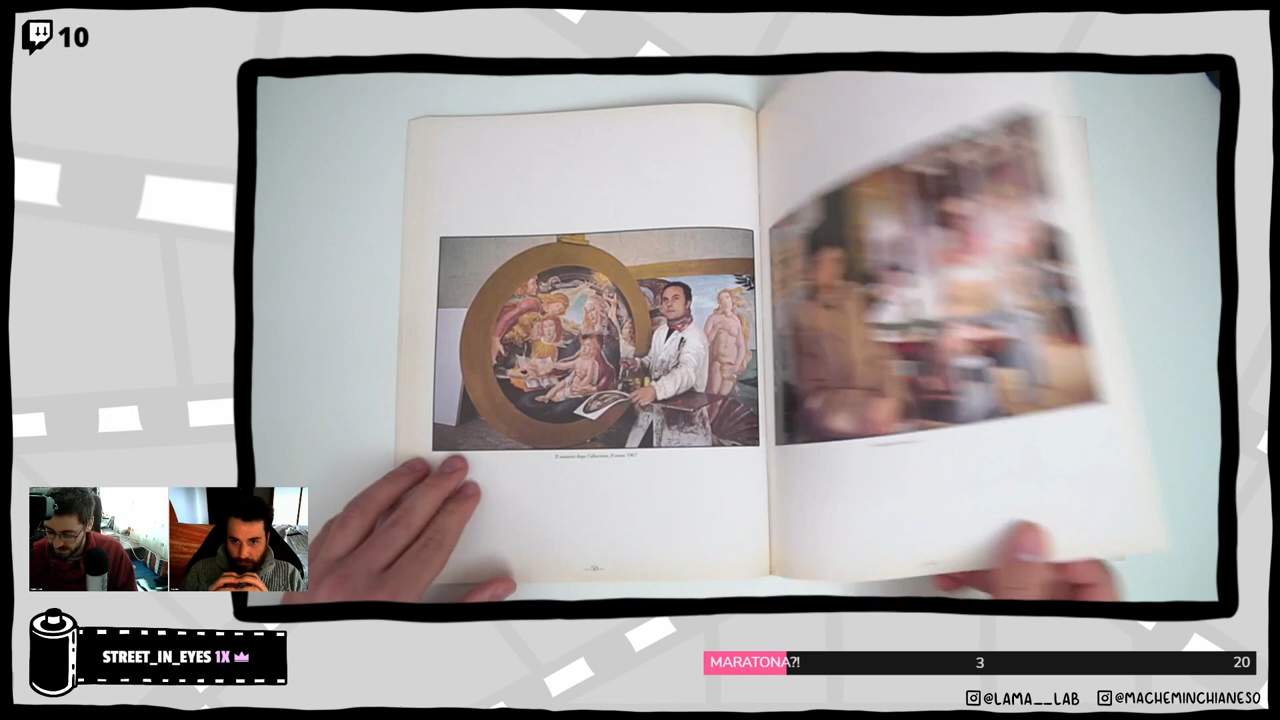 10
STREET_IN_EYES 1X
MARATONA?! 3 20
@LAMA__LAB @MACHEMINCHIANESO